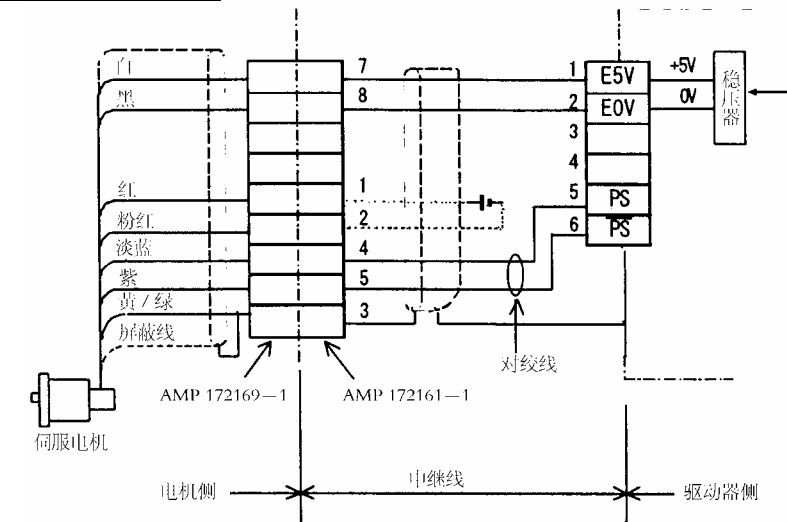 白 7 1 E5V +5V 稳压器
黑 8 2 E0V 0V
3
4
红 1 5 PS
粉红 2 6 PS
淡蓝 4
紫 5
黄/绿 3
屏蔽线
对绞线
AMP 172169—1 AMP 172161—1
伺服电机
电机侧 中继线 驱动器侧